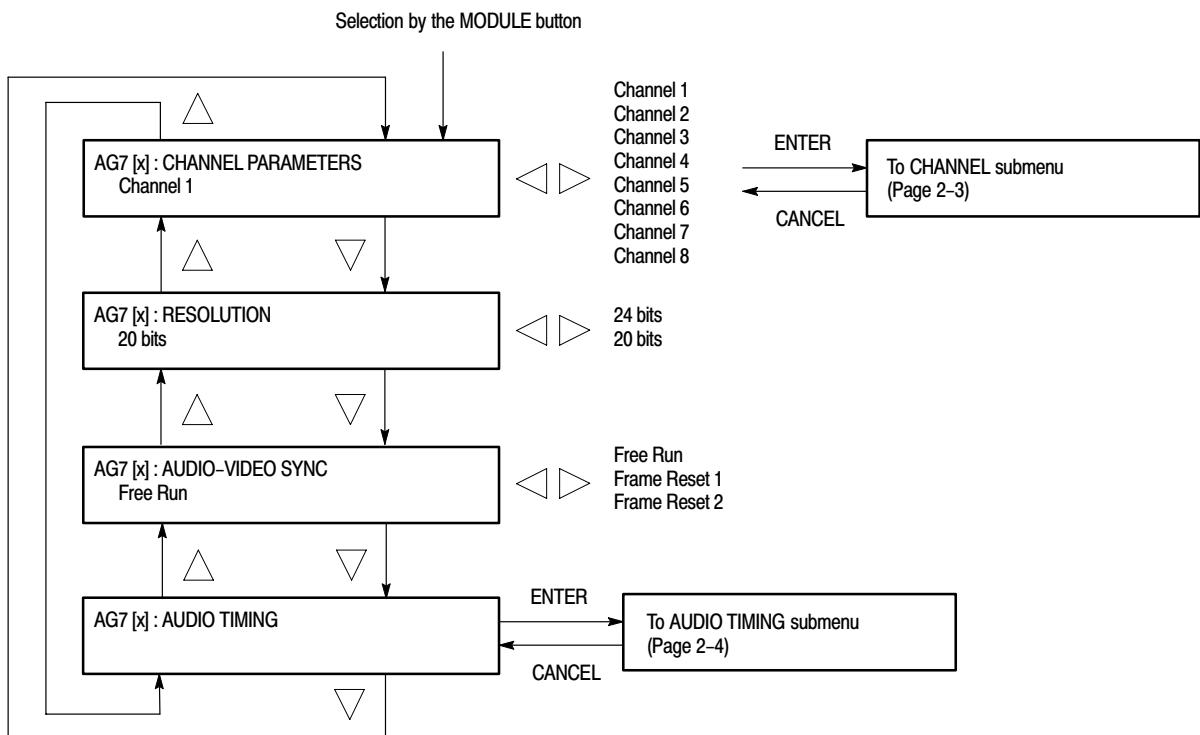 Selection by the MODULE button
AG7 [x] : CHANNEL PARAMETERS
Channel 1
Channel 1
Channel 2
Channel 3
Channel 4
Channel 5
Channel 6
Channel 7
Channel 8
ENTER
CANCEL
To CHANNEL submenu
(Page 2–3)
AG7 [x] : RESOLUTION
20 bits
24 bits
20 bits
AG7 [x] : AUDIO–VIDEO SYNC
Free Run
Free Run
Frame Reset 1
Frame Reset 2
AG7 [x] : AUDIO TIMING
ENTER
CANCEL
To AUDIO TIMING submenu
(Page 2–4)